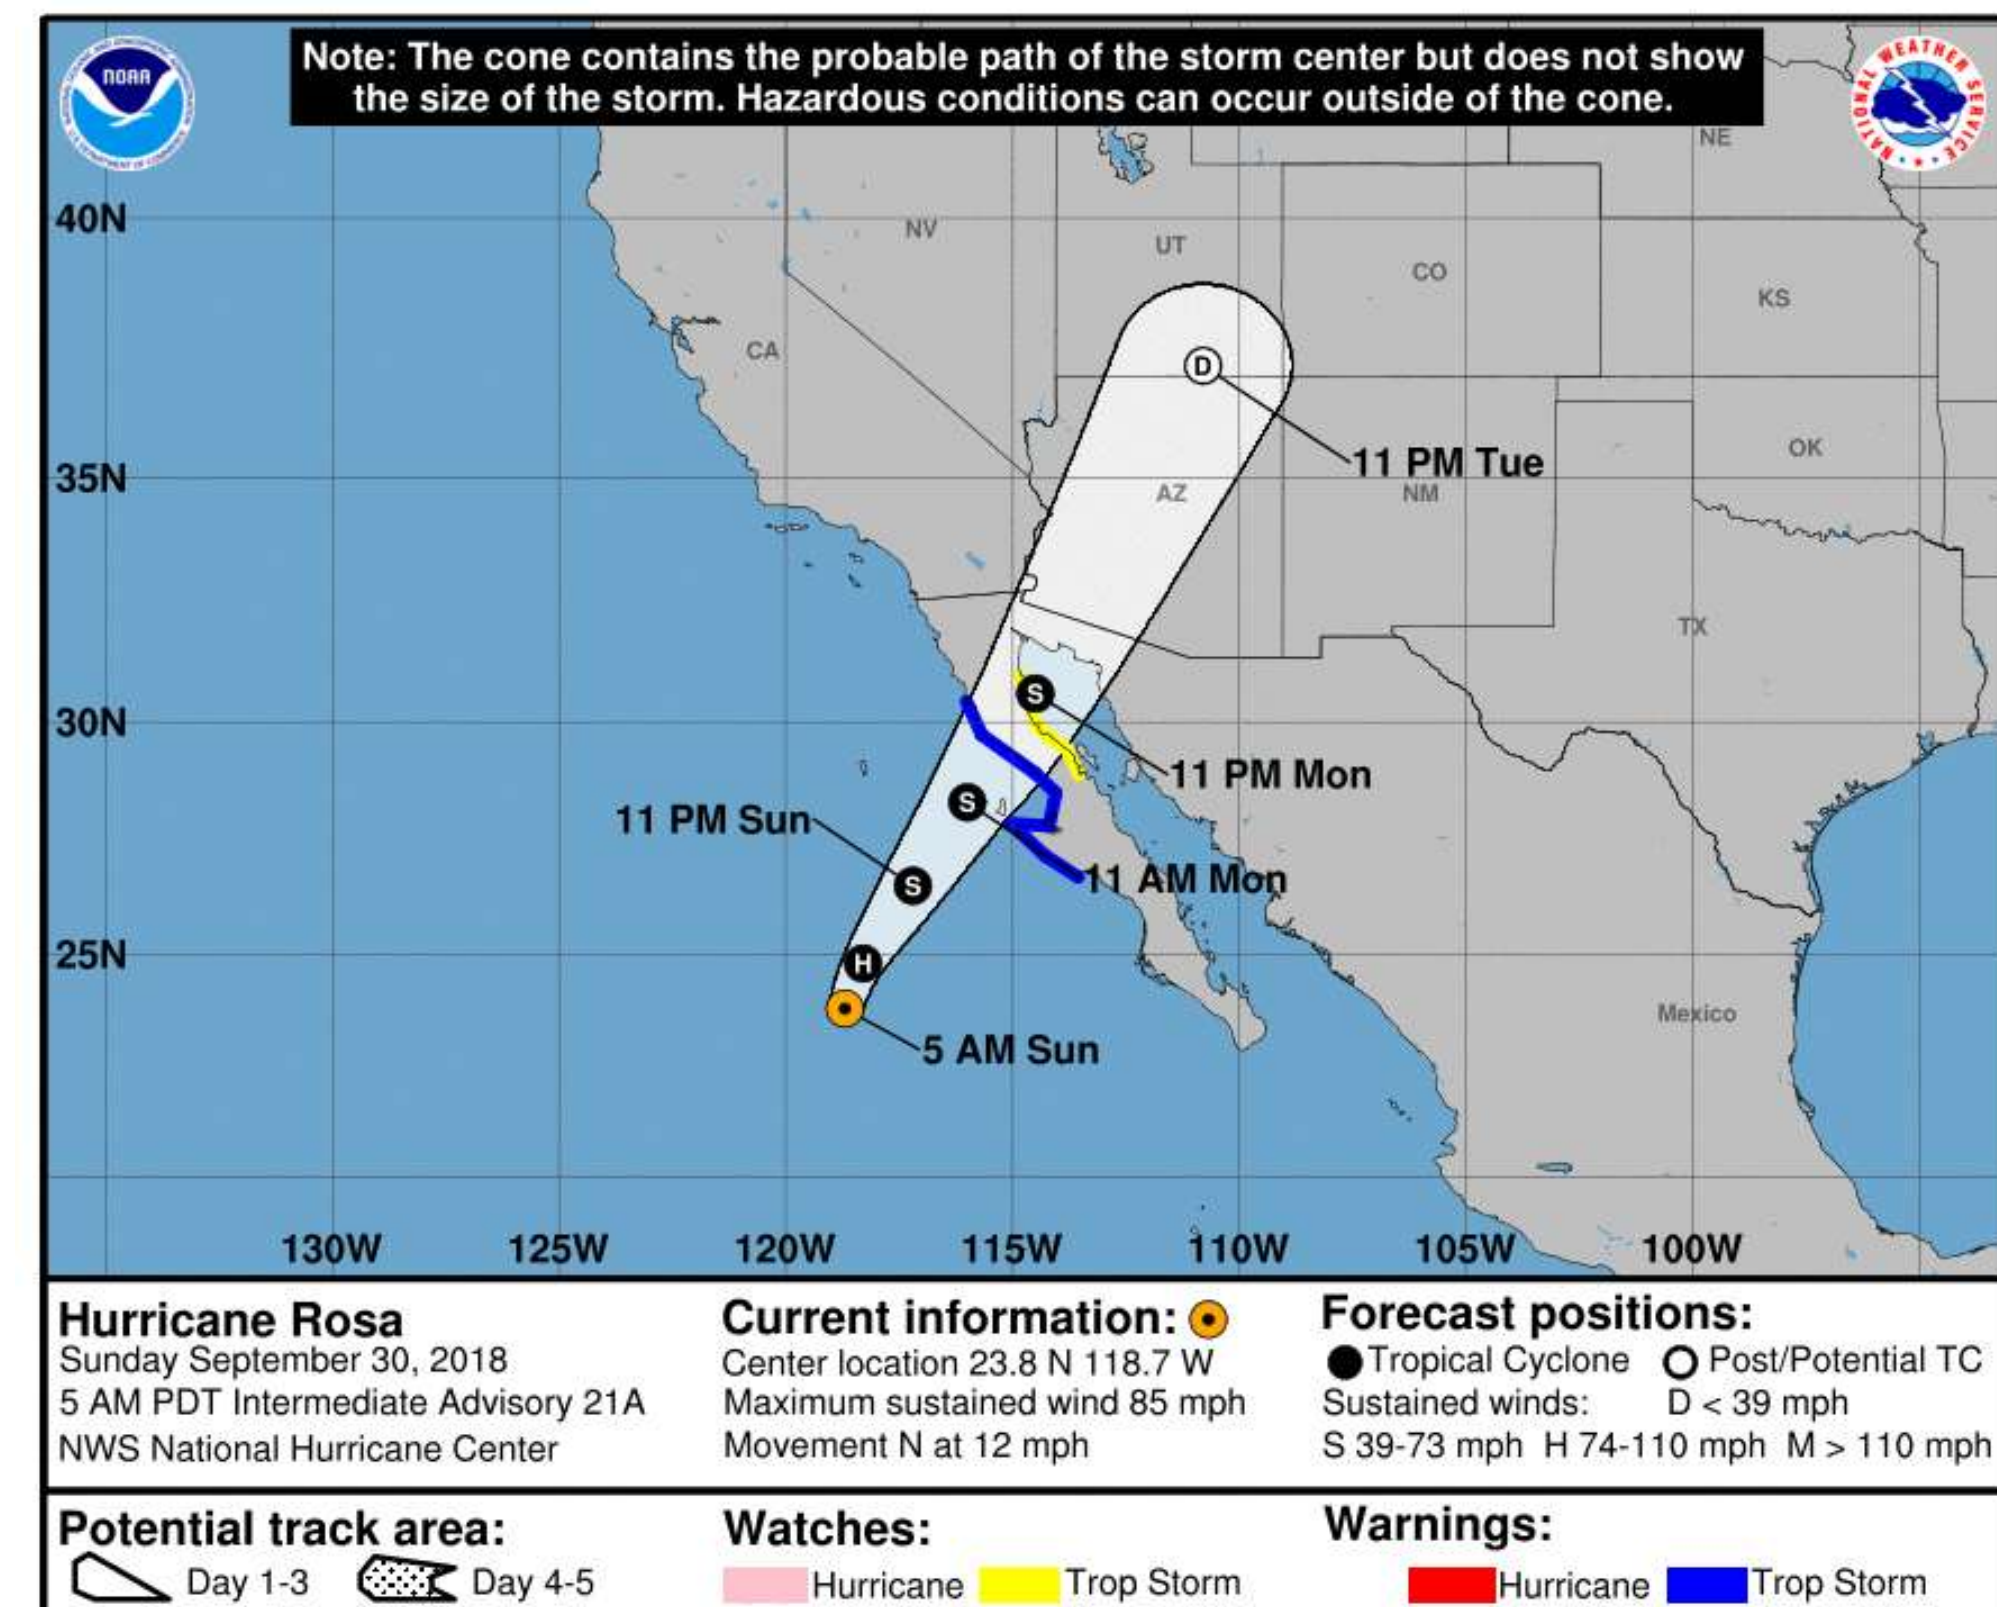 Note: The cone contains the probable path of the storm center but does not show
the size of the storm. Hazardous conditions can occur outside of the cone.
NOAA
NATIONAL WEATHER SERVICE
NE
40N
NV
UT
CO
KS
CA
D
11 PM Tue
OK
35N
AZ
NM
TX
S
30N
11 PM Mon
S
11 PM Sun
S
11 AM Mon
25N
H
Mexico
5 AM Sun
130W 125W 120W 115W 110W 105W 100W
Hurricane Rosa
Sunday September 30, 2018
5 AM PDT Intermediate Advisory 21A
NWS National Hurricane Center
Current information:
Center location 23.8 N 118.7 W
Maximum sustained wind 85 mph
Movement N at 12 mph
Forecast positions:
Tropical Cyclone Post/Potential TC
Sustained winds: D < 39 mph
S 39-73 mph H 74-110 mph M > 110 mph
Potential track area:
Day 1-3 Day 4-5
Watches:
Hurricane Trop Storm
Warnings:
Hurricane Trop Storm